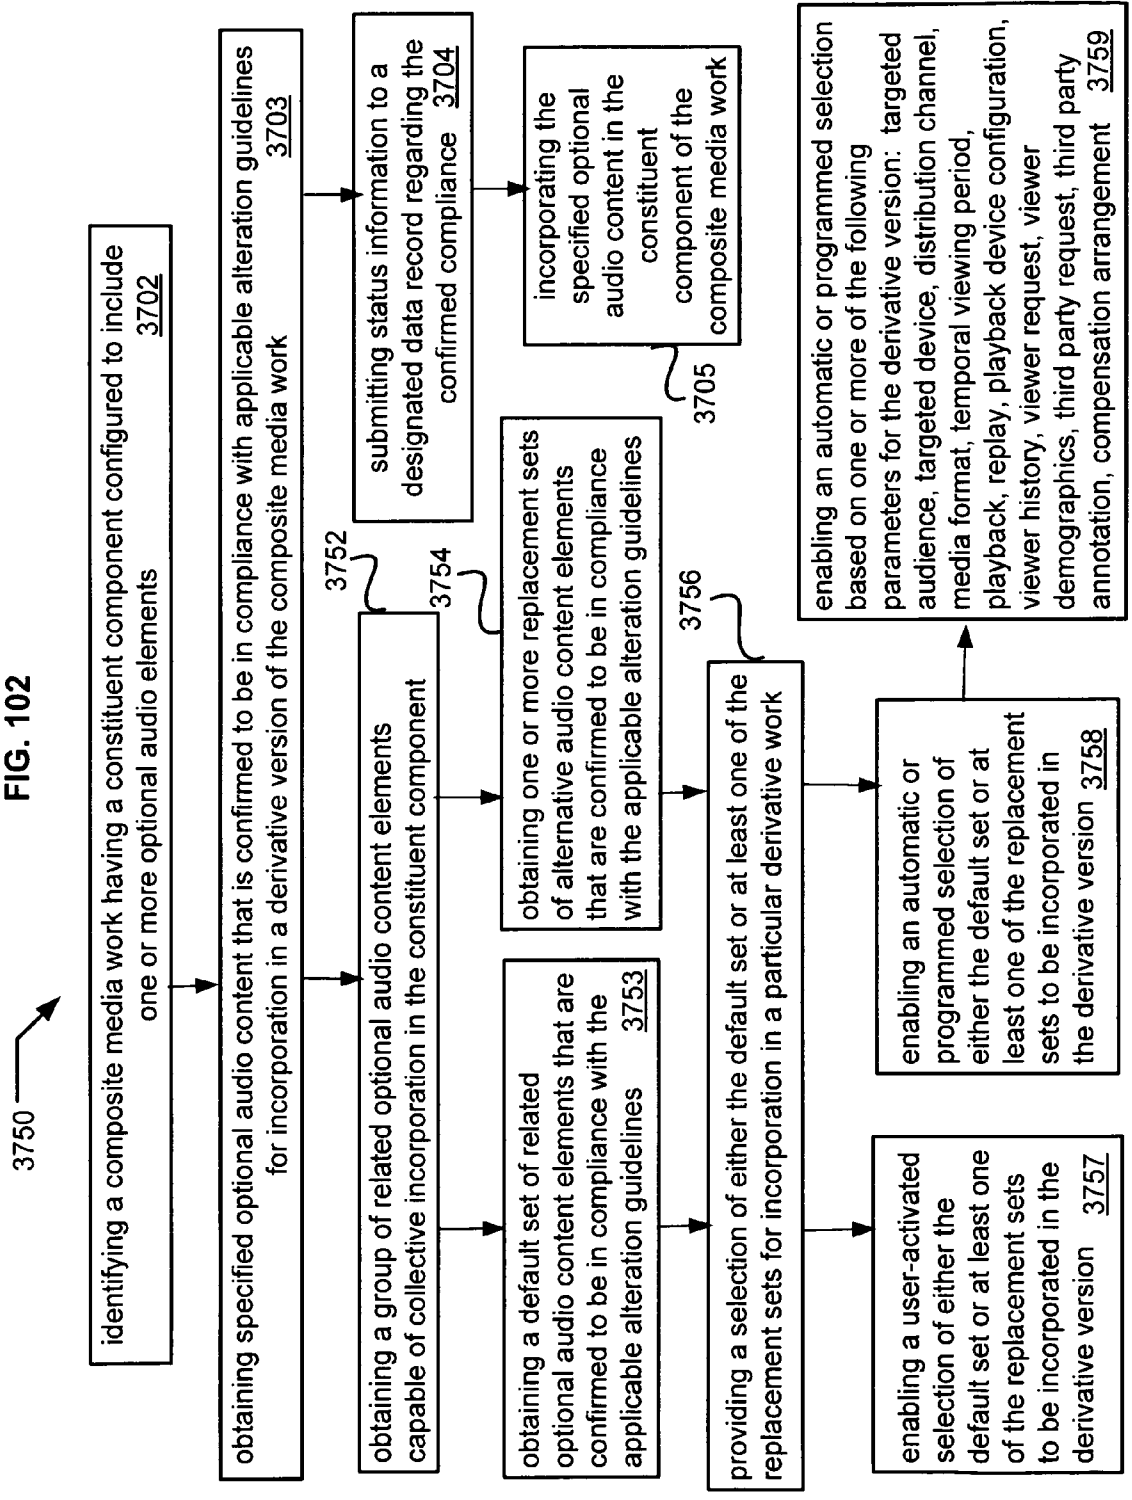 FIG. 102
3750
identifying a composite media work having a constituent component configured to include
one or more optional audio elements 3702
obtaining specified optional audio content that is confirmed to be in compliance with applicable alteration guidelines
for incorporation in a derivative version of the composite media work 3703
obtaining a group of related optional audio content elements
capable of collective incorporation in the constituent component
3752
submitting status information to a
designated data record regarding the
confirmed compliance 3704
obtaining a default set of related
optional audio content elements that are
confirmed to be in compliance with the
applicable alteration guidelines 3753
obtaining one or more replacement sets
of alternative audio content elements
that are confirmed to be in compliance
with the applicable alteration guidelines
3754
incorporating the
specified optional
audio content in the
constituent
component of the
composite media work
3705
providing a selection of either the default set or at least one of the
replacement sets for incorporation in a particular derivative work
3756
enabling a user-activated
selection of either the
default set or at least one
of the replacement sets
to be incorporated in the
derivative version 3757
enabling an automatic or
programmed selection of
either the default set or at
least one of the replacement
sets to be incorporated in
the derivative version 3758
enabling an automatic or programmed selection
based on one or more of the following
parameters for the derivative version: targeted
audience, targeted device, distribution channel,
media format, temporal viewing period,
playback, replay, playback device configuration,
viewer history, viewer request, viewer
demographics, third party request, third party
annotation, compensation arrangement 3759